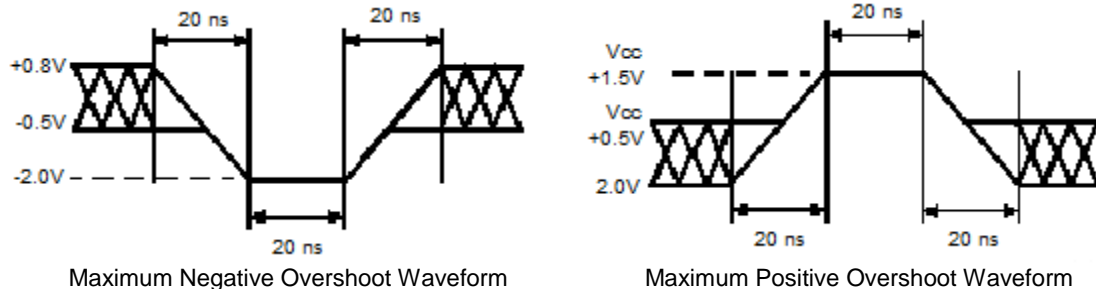 20 ns
20 ns
+0.8V
-0.5V
-2.0V
20 ns
Maximum Negative Overshoot Waveform
20 ns
Vcc
+1.5V
Vcc
+0.5V
2.0V
20 ns
20 ns
Maximum Positive Overshoot Waveform